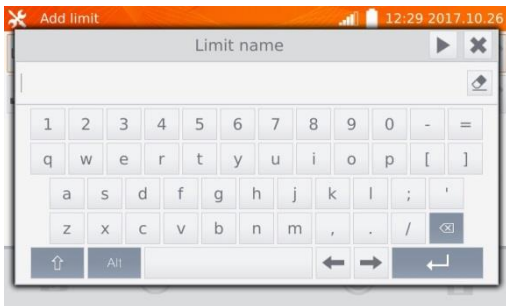 Add limit 12:29 2017.10.26
Limit name
1 2 3 4 5 6 7 8 9 0 - =
q w e r t y u i o p [ ]
a s d f g h j k l ; '
z x c v b n m , . /
Alt